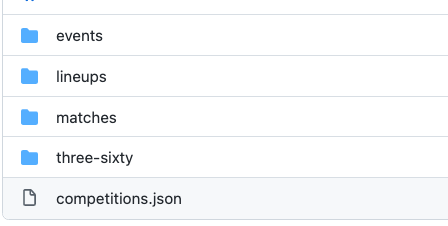 events
lineups
matches
three-sixty
competitions.json